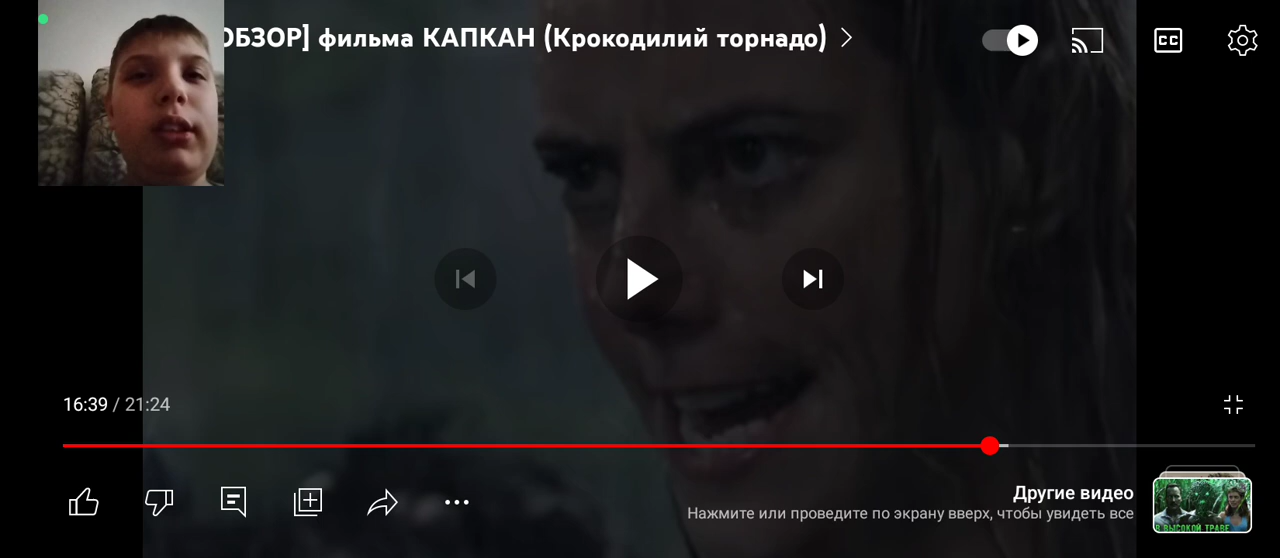 ОБЗОР] фильма КАПКАН (Крокодилий торнадо)
CC
16:39 / 21:24
Другие видео
Нажмите или проведите по экрану вверх, чтобы увидеть все
В ВЫСОКОЙ ТРАВЕ